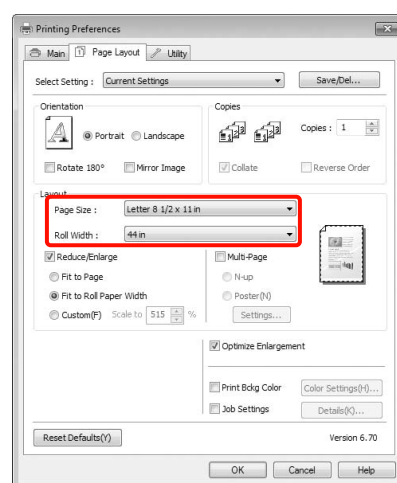 Printing Preferences
Main Page Layout Utility
Select Setting : Current Settings Save/Del...
Orientation Copies
Portrait Landscape Copies : 1
Rotate 180° Mirror Image Collate Reverse Order
Layout
Page Size : Letter 8 1/2 x 11 in
Roll Width : 44 in
Reduce/Enlarge Multi-Page
Fit to Page N-up
Fit to Roll Paper Width Poster(N)
Custom(F) Scale to 515 % Settings...
Optimize Enlargement
Print Bckg Color Color Settings(H)...
Job Settings Details(K)...
Reset Defaults(Y) Version 6.70
OK Cancel Help